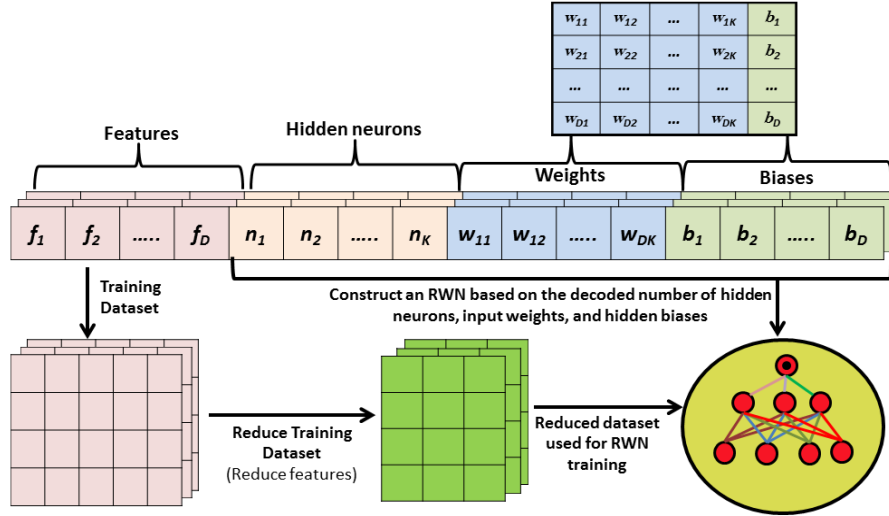 w11 w12 ... w1K b1
w21 w22 ... w2K b2
... ... ... ... ...
wD1 wD2 ... wDK bD
Features
Hidden neurons
Weights
Biases
f1 f2 ..... fD n1 n2 ..... nK w11 w12 ..... wDK b1 b2 ..... bD
Training
Dataset
Construct an RWN based on the decoded number of hidden
neurons, input weights, and hidden biases
Reduce Training
Dataset
(Reduce features)
Reduced dataset
used for RWN
training